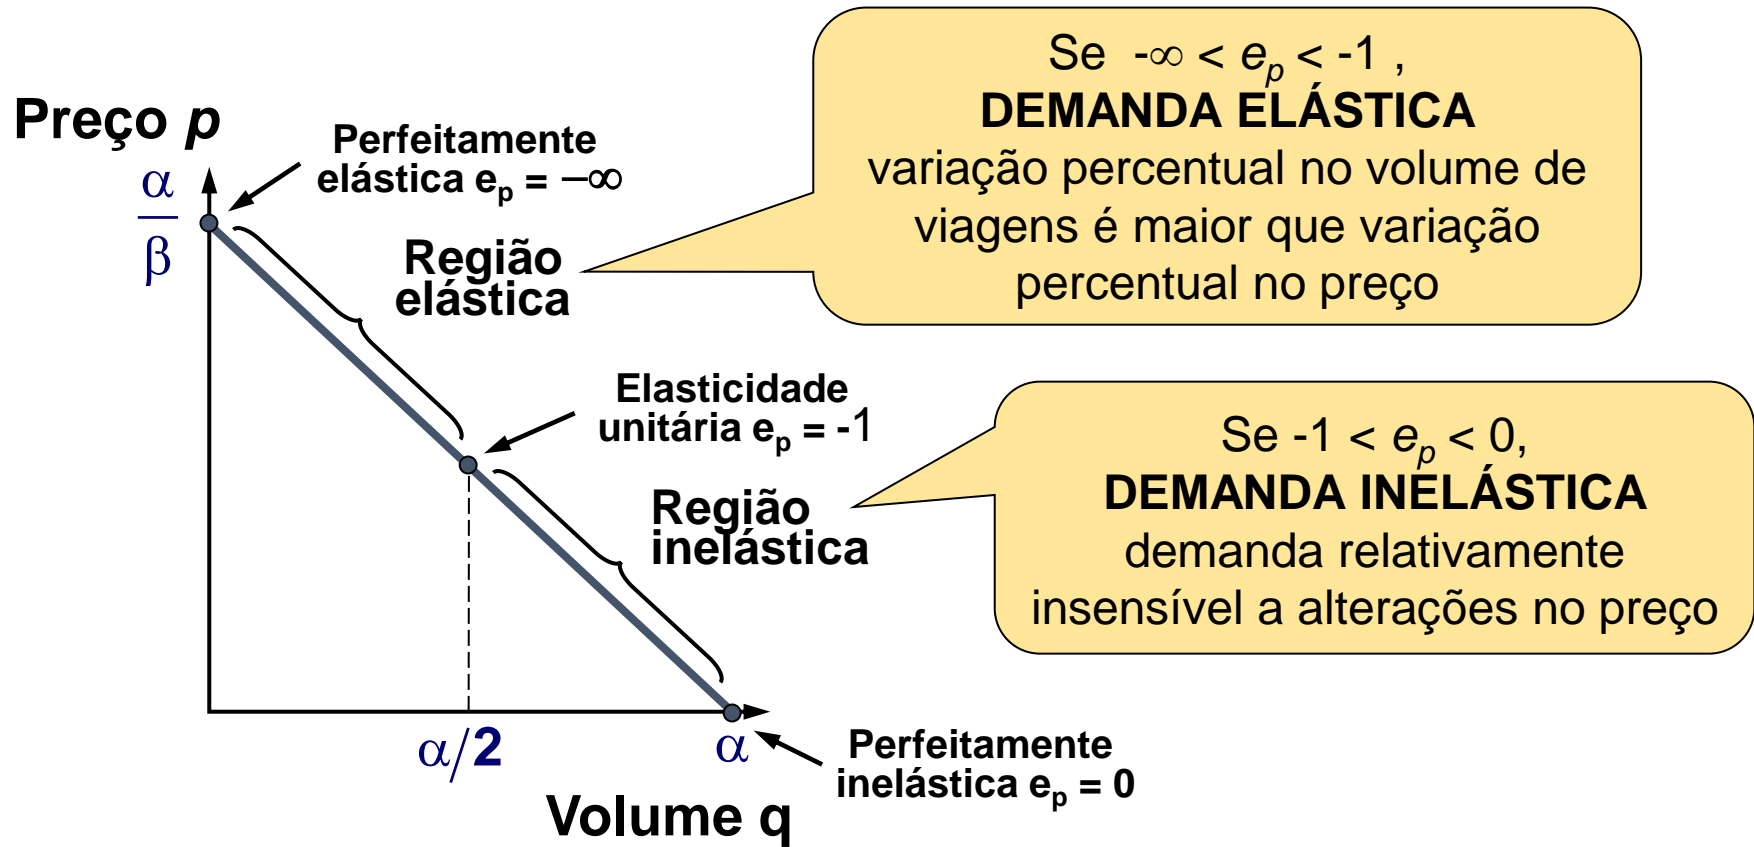 Preço p
α
β
Perfeitamente
elástica eₚ = −∞
Região
elástica
Se -∞ < eₚ < -1 ,
DEMANDA ELÁSTICA
variação percentual no volume de
viagens é maior que variação
percentual no preço
Elasticidade
unitária eₚ = -1
Região
inelástica
Se -1 < eₚ < 0,
DEMANDA INELÁSTICA
demanda relativamente
insensível a alterações no preço
α/2
α
Perfeitamente
inelástica eₚ = 0
Volume q